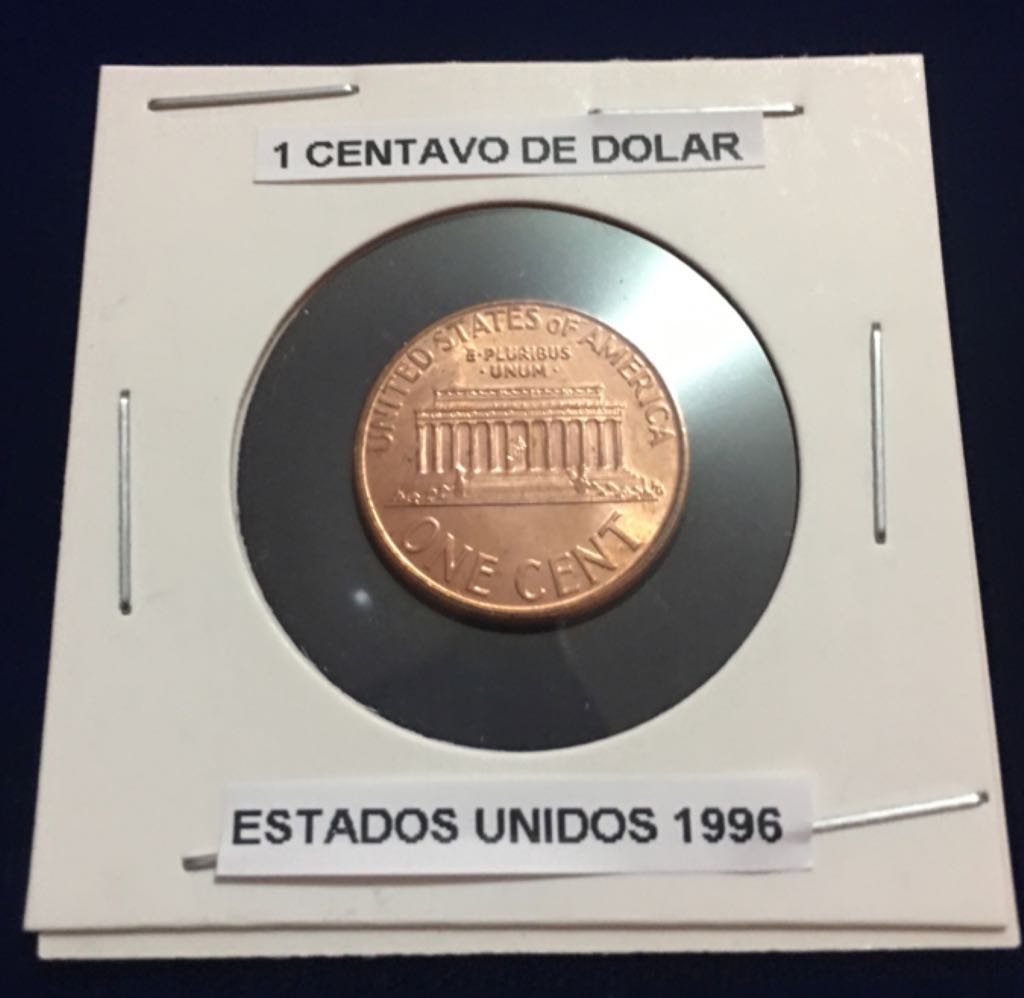 1 CENTAVO DE DOLAR
UNITED STATES OF AMERICA
E·PLURIBUS
·UNUM·
ONE CENT
ESTADOS UNIDOS 1996